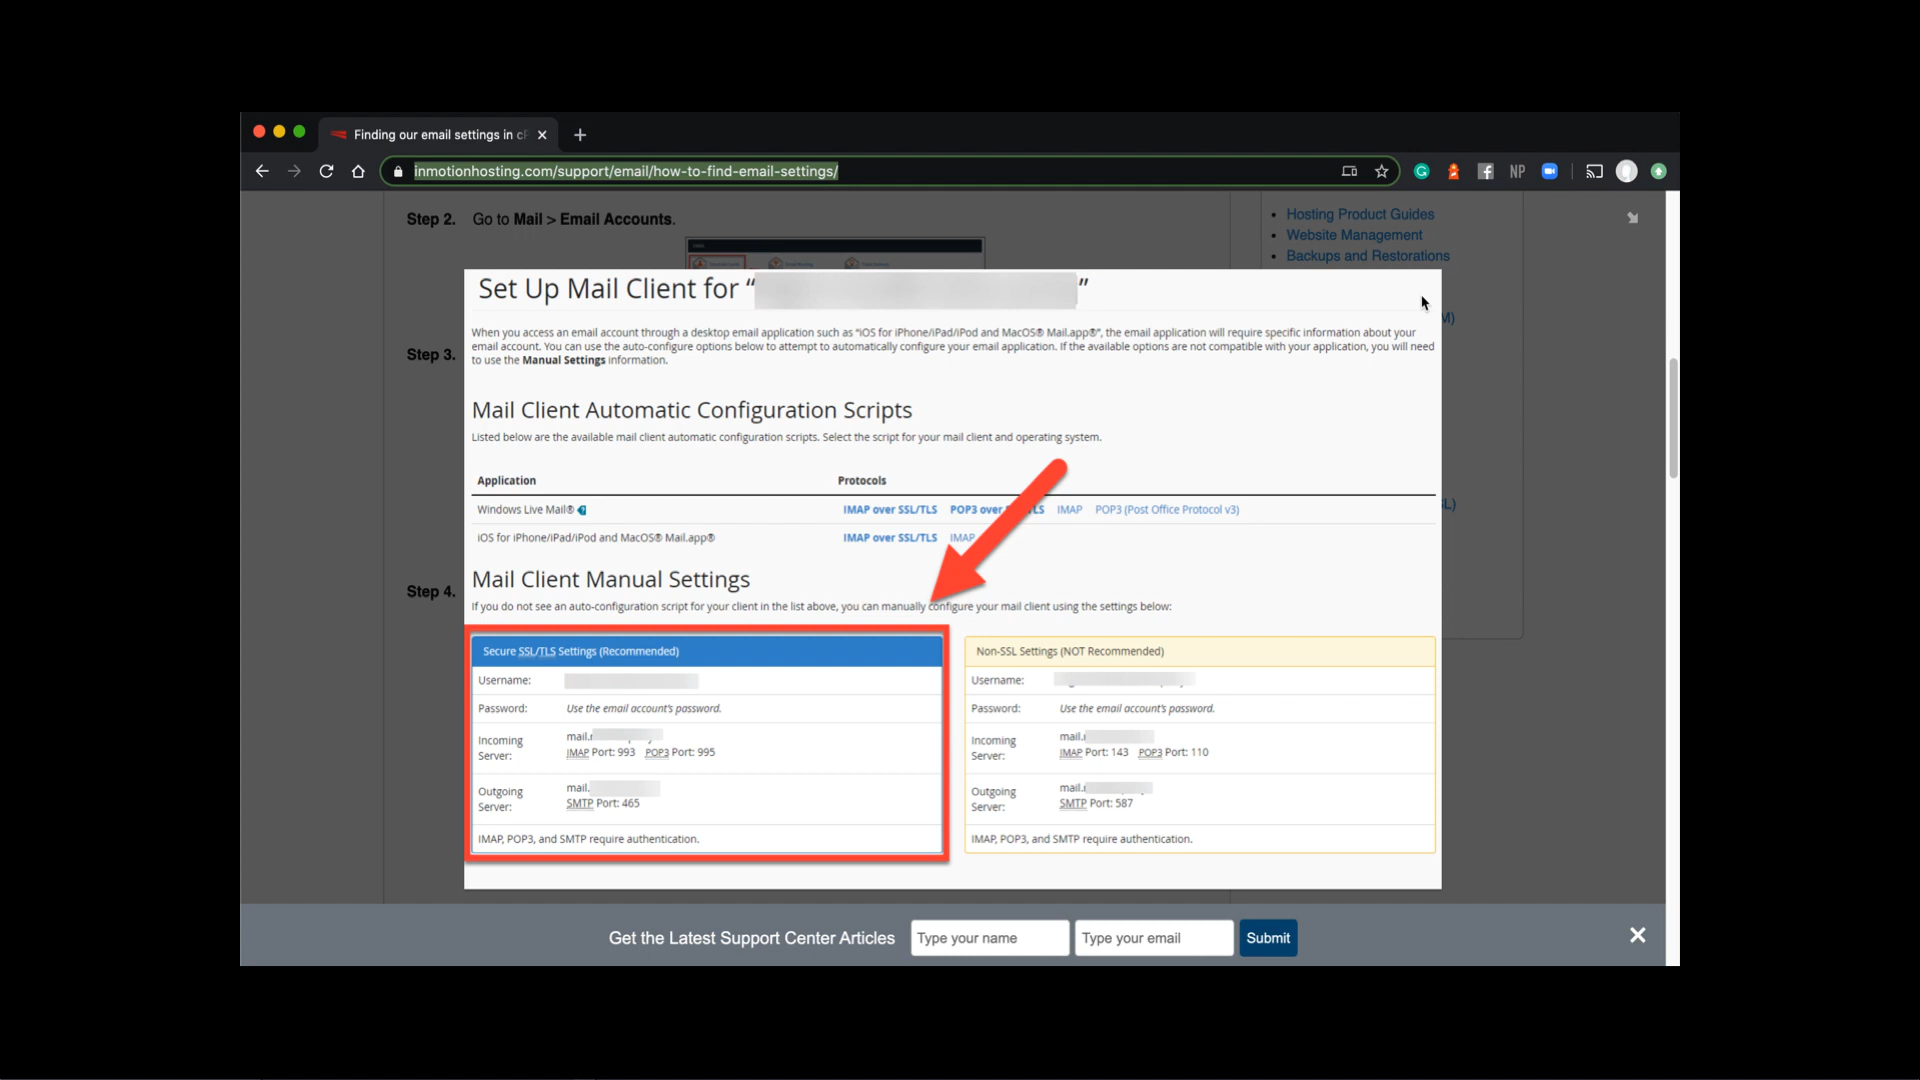 Finding our email settings in cP
inmotionhosting.com/support/email/how-to-find-email-settings/
NP
Step 2. Go to Mail > Email Accounts.
Hosting Product Guides
Website Management
Backups and Restorations
M)
Step 3.
L)
Step 4.
Set Up Mail Client for “ ”
When you access an email account through a desktop email application such as “iOS for iPhone/iPad/iPod and MacOS® Mail.app®”, the email application will require specific information about your
email account. You can use the auto-configure options below to attempt to automatically configure your email application. If the available options are not compatible with your application, you will need
to use the Manual Settings information.
Mail Client Automatic Configuration Scripts
Listed below are the available mail client automatic configuration scripts. Select the script for your mail client and operating system.
Application Protocols
Windows Live Mail® IMAP over SSL/TLS POP3 over LS IMAP POP3 (Post Office Protocol v3)
iOS for iPhone/iPad/iPod and MacOS® Mail.app® IMAP over SSL/TLS IMAP
Mail Client Manual Settings
If you do not see an auto-configuration script for your client in the list above, you can manually configure your mail client using the settings below:
Secure SSL/TLS Settings (Recommended)
Username:
Password: Use the email account’s password.
Incoming Server: mail.
IMAP Port: 993 POP3 Port: 995
Outgoing Server: mail.
SMTP Port: 465
IMAP, POP3, and SMTP require authentication.
Non-SSL Settings (NOT Recommended)
Username:
Password: Use the email account’s password.
Incoming Server: mail.
IMAP Port: 143 POP3 Port: 110
Outgoing Server: mail.
SMTP Port: 587
IMAP, POP3, and SMTP require authentication.
Get the Latest Support Center Articles Type your name Type your email Submit